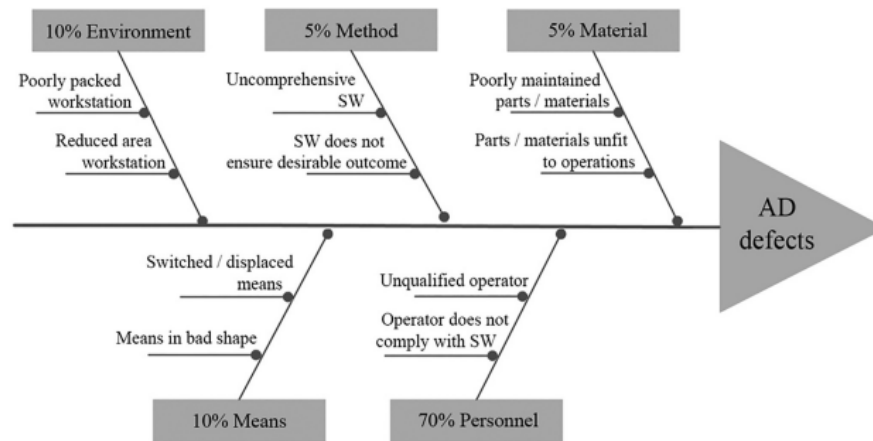 10% Environment
5% Method
5% Material
Poorly packed
workstation
Reduced area
workstation
Uncomprehensive
SW
SW does not
ensure desirable outcome
Poorly maintained
parts / materials
Parts / materials unfit
to operations
AD
defects
Switched / displaced
means
Means in bad shape
Unqualified operator
Operator does not
comply with SW
10% Means
70% Personnel